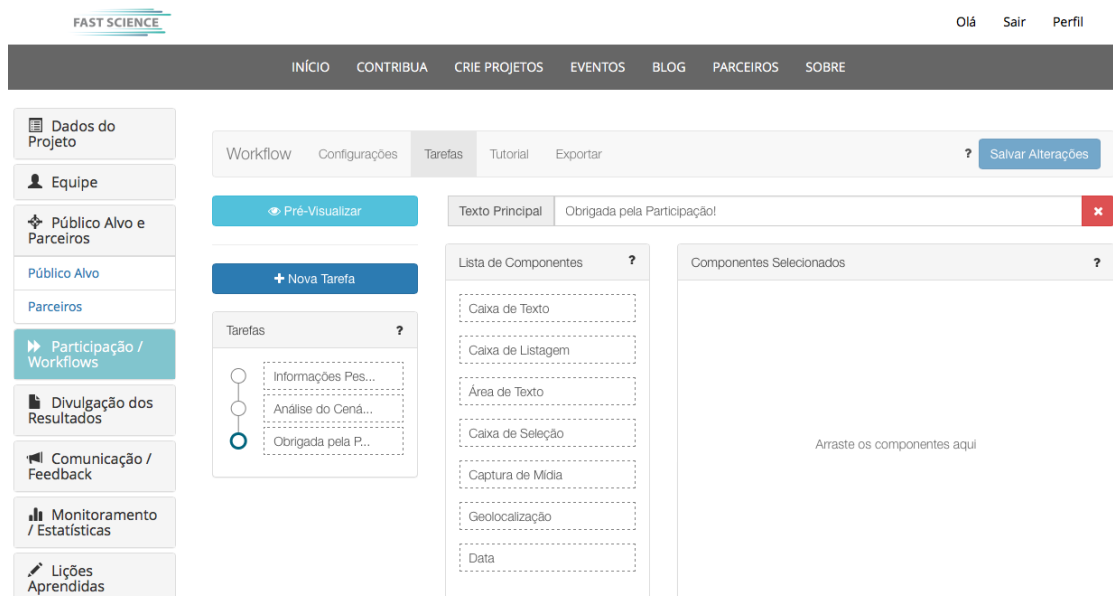 FAST SCIENCE
Olá Sair Perfil
INÍCIO CONTRIBUA CRIE PROJETOS EVENTOS BLOG PARCEIROS SOBRE
Dados do
Projeto
Equipe
Público Alvo e
Parceiros
Público Alvo
Parceiros
Participação /
Workflows
Divulgação dos
Resultados
Comunicação /
Feedback
Monitoramento
/ Estatísticas
Lições
Aprendidas
Workflow Configurações Tarefas Tutorial Exportar ? Salvar Alterações
Pré-Visualizar
+ Nova Tarefa
Tarefas ?
Informações Pes...
Análise do Cená...
Obrigada pela P...
Texto Principal Obrigada pela Participação!
Lista de Componentes ?
Caixa de Texto
Caixa de Listagem
Área de Texto
Caixa de Seleção
Captura de Mídia
Geolocalização
Data
Componentes Selecionados ?
Arraste os componentes aqui